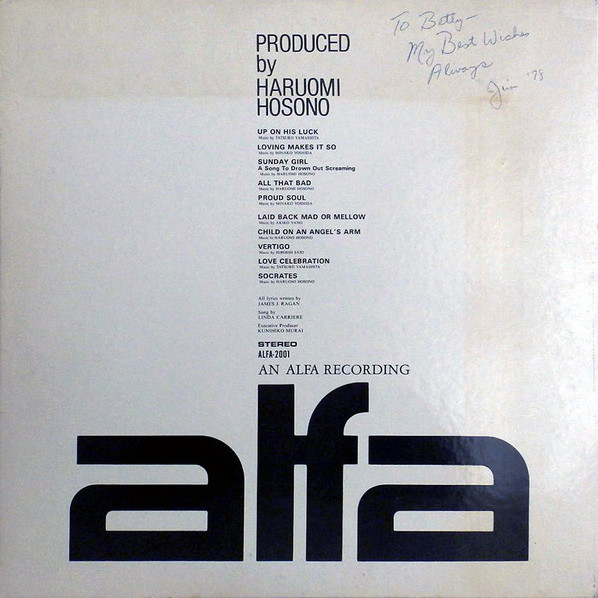 To Betty-
My Best Wishes
Always
Jim '78
PRODUCED
by
HARUOMI
HOSONO
UP ON HIS LUCK
Music by TATSURO YAMASHITA
LOVING MAKES IT SO
Music by MINAKO YOSHIDA
SUNDAY GIRL
A Song To Drown Out Screaming
Music by HARUOMI HOSONO
ALL THAT BAD
Music by HARUOMI HOSONO
PROUD SOUL
Music by MINAKO YOSHIDA
LAID BACK MAD OR MELLOW
Music by AKIKO YANO
CHILD ON AN ANGEL'S ARM
Music by HARUOMI HOSONO
VERTIGO
Music by HIROSHI SATO
LOVE CELEBRATION
Music by TATSURO YAMASHITA
SOCRATES
Music by HARUOMI HOSONO
All lyrics written by
JAMES J. RAGAN
Sung by
LINDA CARRIERE
Executive Producer
KUNIHIKO MURAI
STEREO
ALFA-2001
AN ALFA RECORDING
alfa